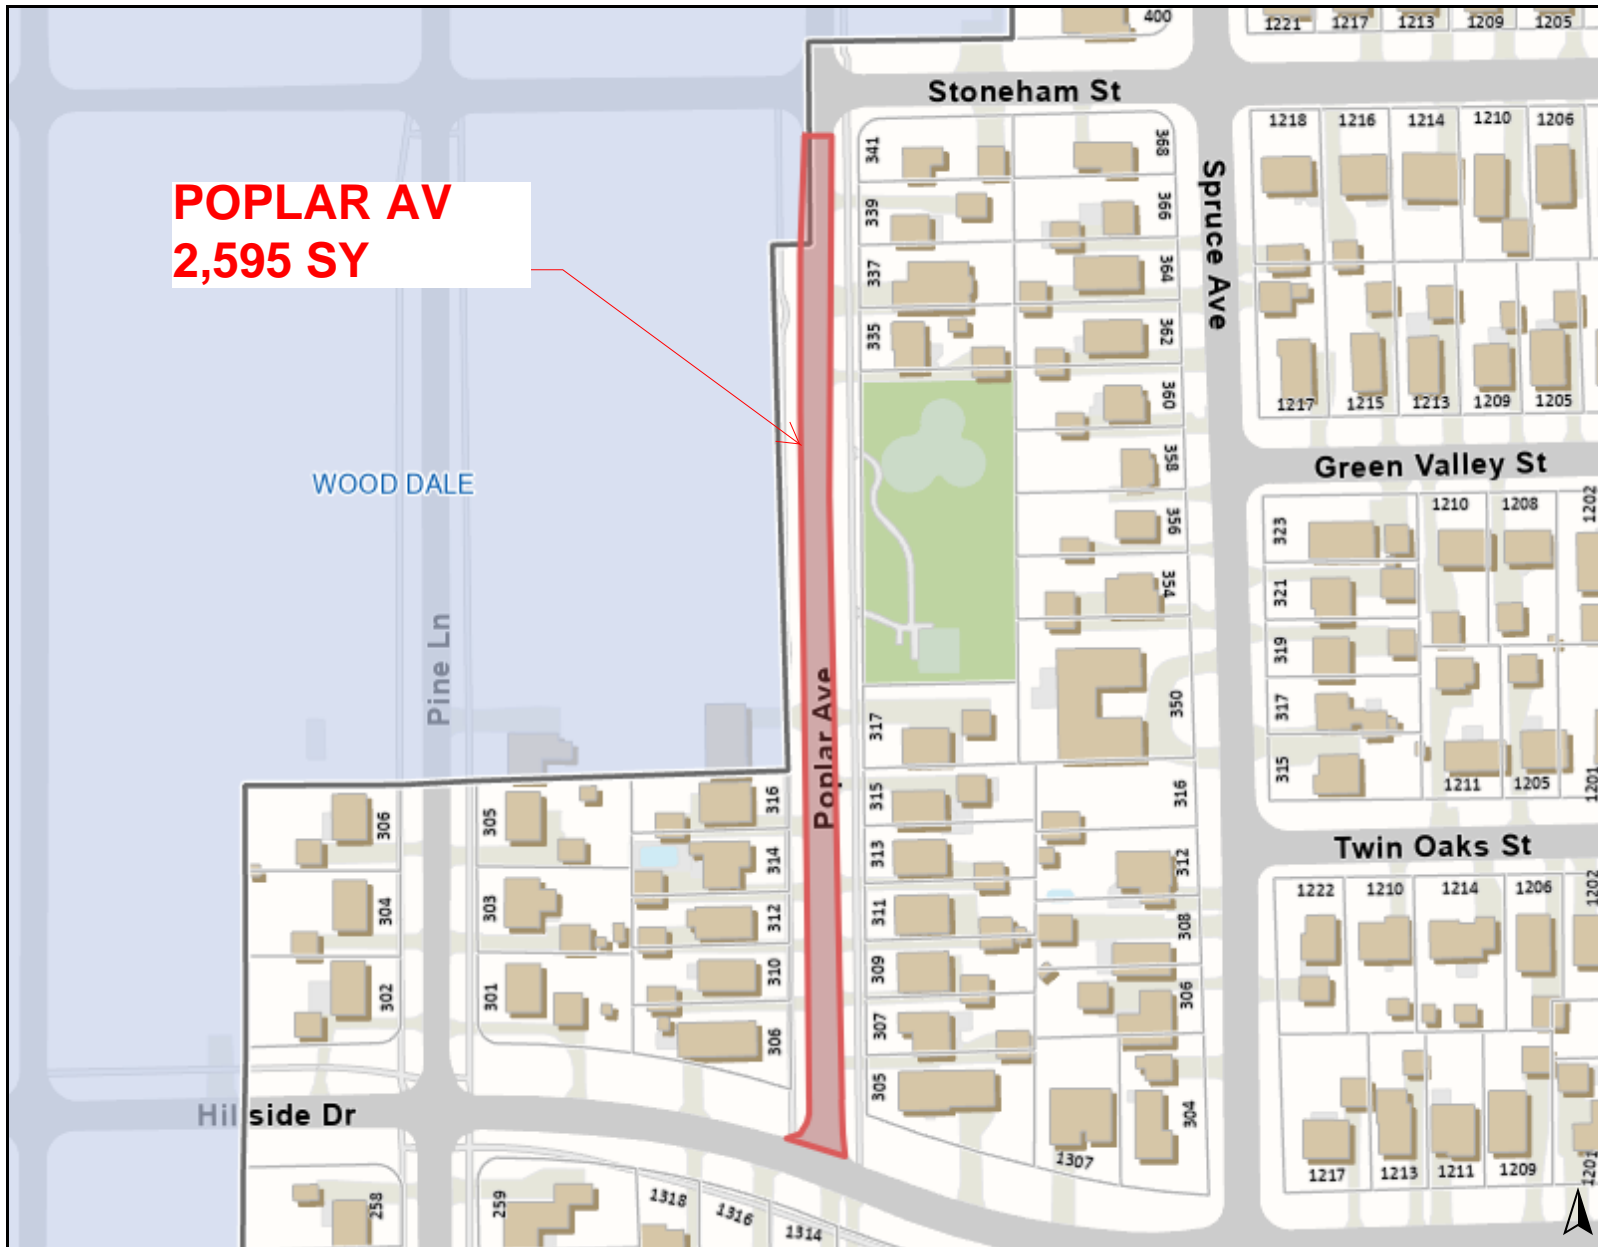 400
1221 1217 1213 1209 1205
Stoneham St
POPLAR AV
2,595 SY
WOOD DALE
Pine Ln
Poplar Ave
Spruce Ave
Green Valley St
Twin Oaks St
Hillside Dr
341
339
337
335
317
315
313
311
309
307
305
368
366
364
362
360
358
356
354
350
316
312
308
306
304
1307
1218 1216 1214 1210 1206
1217 1215 1213 1209 1205
1210 1208 1202
323
321
319
317
315
1211 1205 1201
1222 1210 1214 1206 1202
1217 1213 1211 1209 1201
306
304
302
305
303
301
316
314
312
310
306
258
259
1318
1316
1314